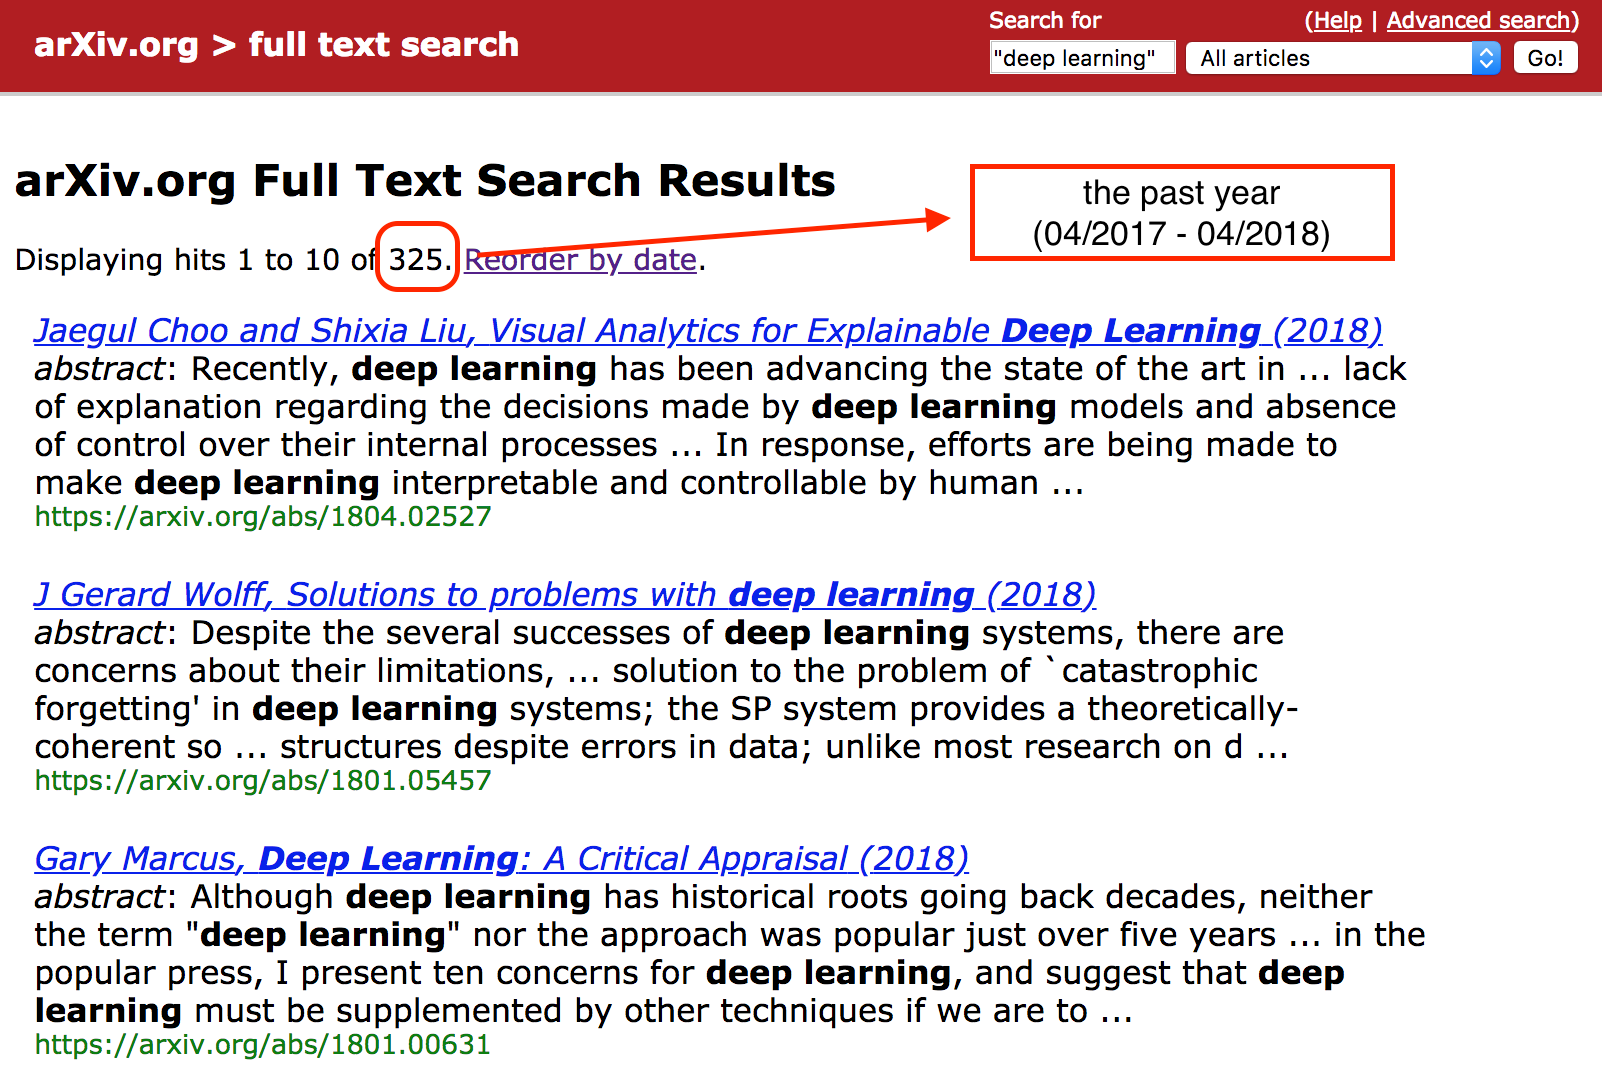 arXiv.org > full text search
Search for
(Help | Advanced search)
"deep learning"
All articles
Go!
arXiv.org Full Text Search Results
the past year
(04/2017 - 04/2018)
Displaying hits 1 to 10 of 325. Reorder by date.
Jaegul Choo and Shixia Liu, Visual Analytics for Explainable Deep Learning (2018)
abstract: Recently, deep learning has been advancing the state of the art in ... lack
of explanation regarding the decisions made by deep learning models and absence
of control over their internal processes ... In response, efforts are being made to
make deep learning interpretable and controllable by human ...
https://arxiv.org/abs/1804.02527
J Gerard Wolff, Solutions to problems with deep learning (2018)
abstract: Despite the several successes of deep learning systems, there are
concerns about their limitations, ... solution to the problem of `catastrophic
forgetting' in deep learning systems; the SP system provides a theoretically-
coherent so ... structures despite errors in data; unlike most research on d ...
https://arxiv.org/abs/1801.05457
Gary Marcus, Deep Learning: A Critical Appraisal (2018)
abstract: Although deep learning has historical roots going back decades, neither
the term "deep learning" nor the approach was popular just over five years ... in the
popular press, I present ten concerns for deep learning, and suggest that deep
learning must be supplemented by other techniques if we are to ...
https://arxiv.org/abs/1801.00631